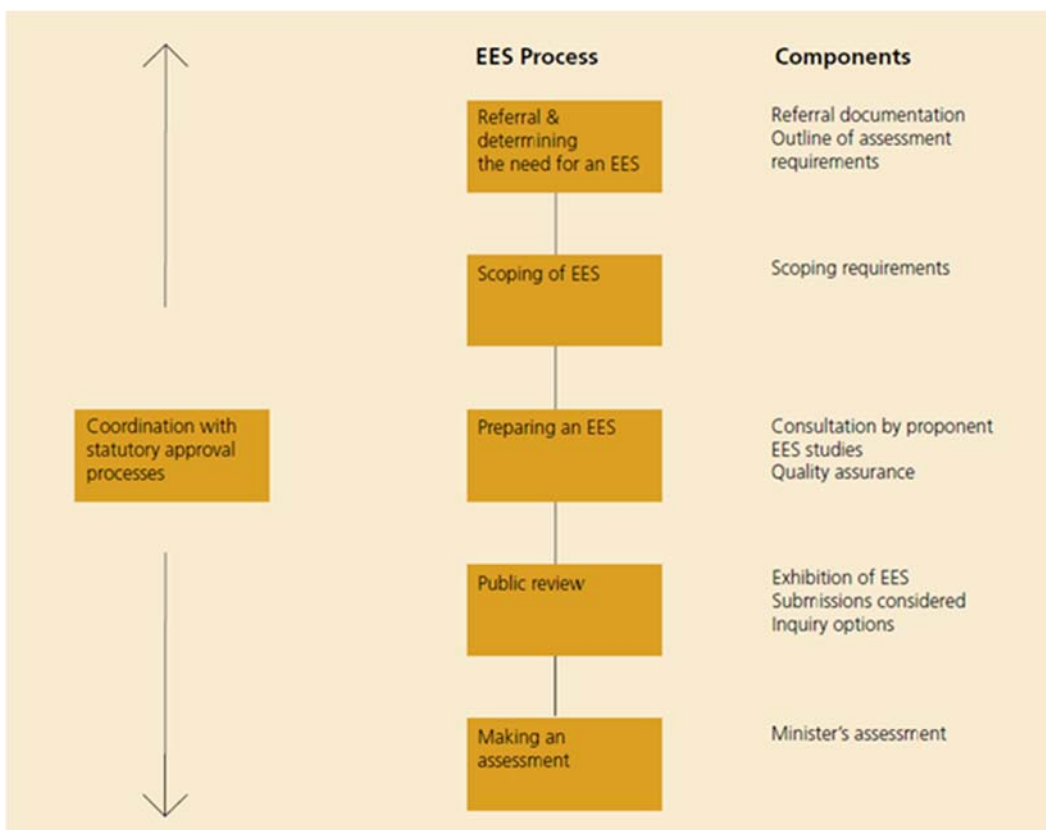 EES Process
Components
Referral &
determining
the need for an EES
Referral documentation
Outline of assessment
requirements
Scoping of EES
Scoping requirements
Coordination with
statutory approval
processes
Preparing an EES
Consultation by proponent
EES studies
Quality assurance
Public review
Exhibition of EES
Submissions considered
Inquiry options
Making an
assessment
Minister's assessment